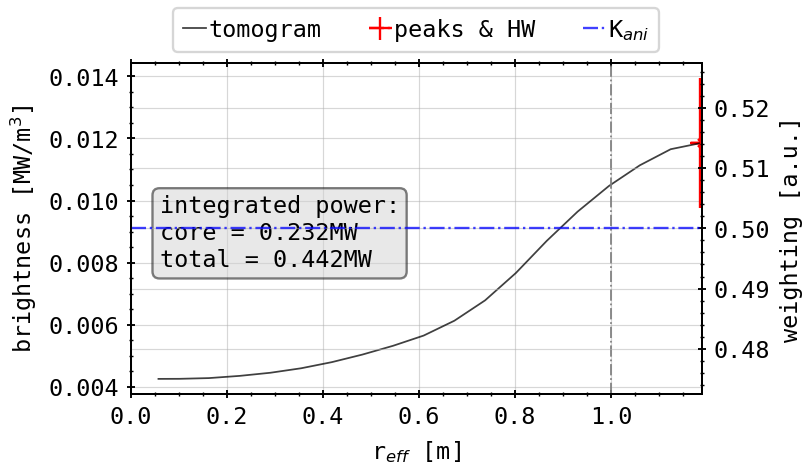 tomogram peaks & HW K_ani
brightness [MW/m³]
0.014
0.012
0.010
0.008
0.006
0.004
integrated power:
core = 0.232MW
total = 0.442MW
0.52
0.51
0.50
0.49
0.48
weighting [a.u.]
0.0 0.2 0.4 0.6 0.8 1.0
r_eff [m]